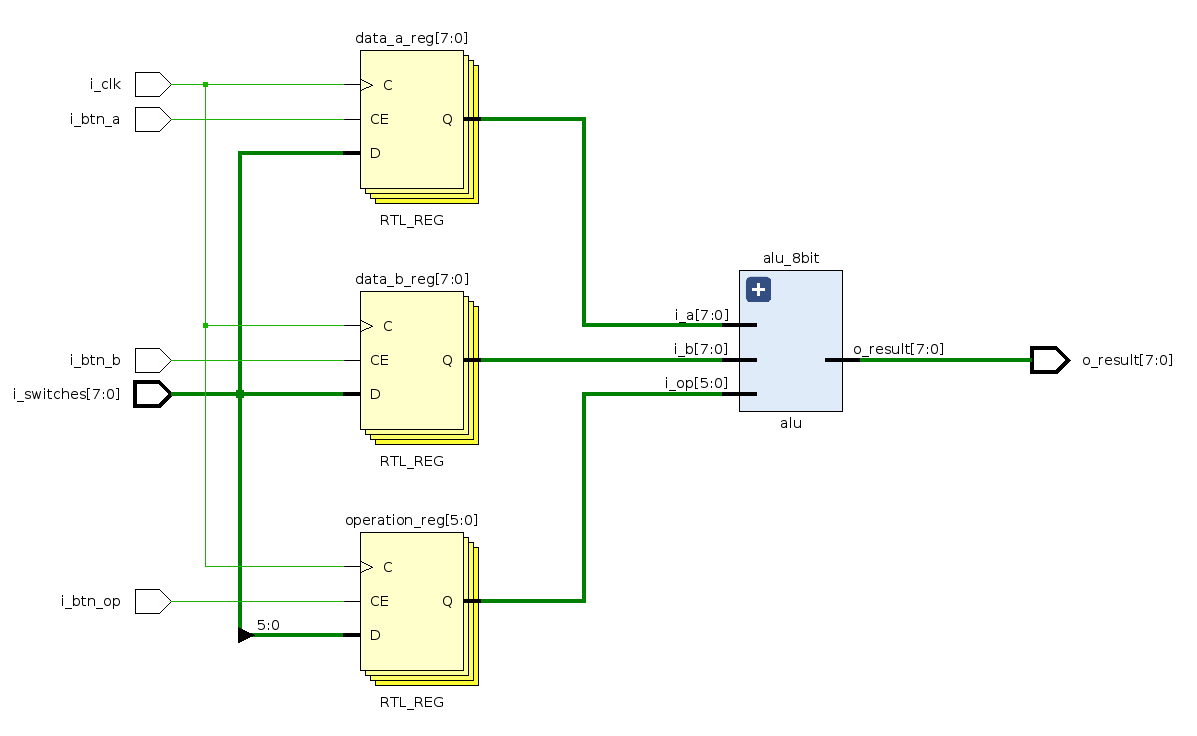 data_a_reg[7:0]
i_clk
C
i_btn_a
CE
Q
D
RTL_REG
alu_8bit
data_b_reg[7:0]
i_a[7:0]
C
i_btn_b
CE
Q
i_b[7:0]
o_result[7:0]
o_result[7:0]
i_switches[7:0]
D
i_op[5:0]
alu
RTL_REG
operation_reg[5:0]
C
i_btn_op
CE
Q
5:0
D
RTL_REG